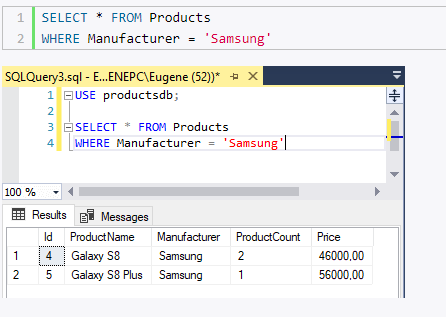 1 SELECT * FROM Products
2 WHERE Manufacturer = 'Samsung'
SQLQuery3.sql - E...ENEPC\Eugene (52))*
1 USE productsdb;
2
3 SELECT * FROM Products
4 WHERE Manufacturer = 'Samsung'
100 %
Results Messages
Id ProductName Manufacturer ProductCount Price
1 4 Galaxy S8 Samsung 2 46000,00
2 5 Galaxy S8 Plus Samsung 1 56000,00